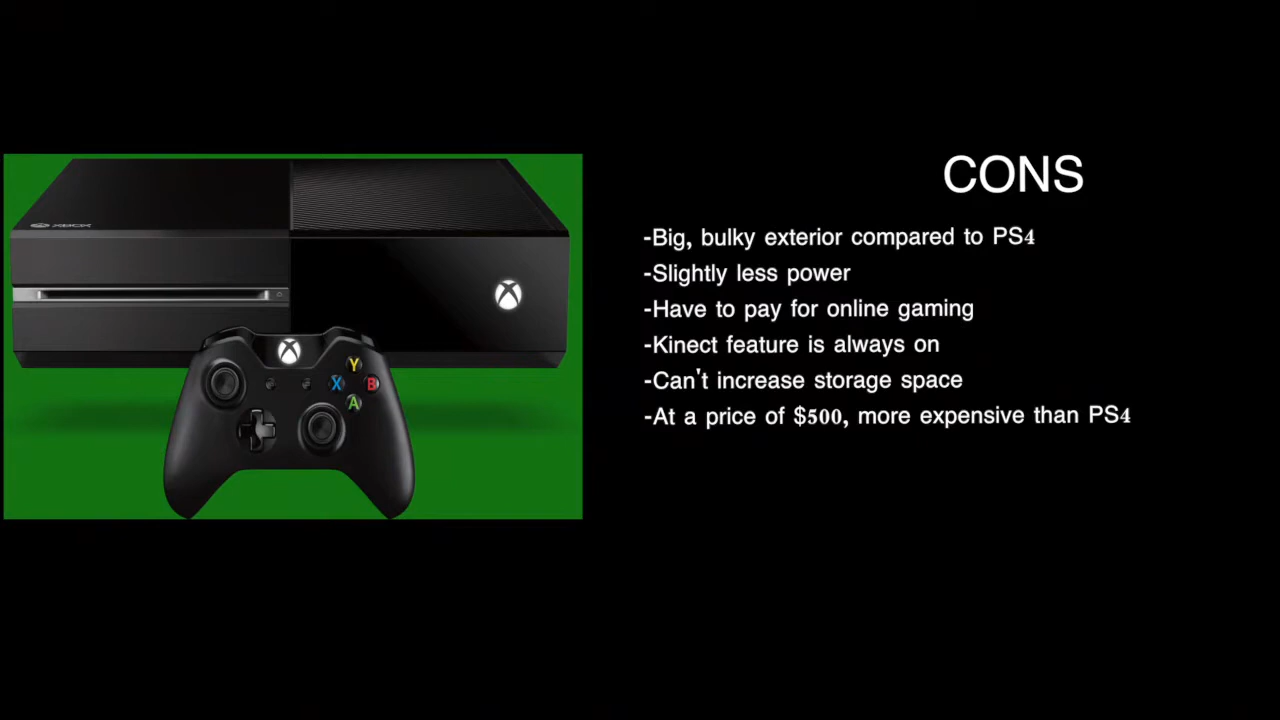 XBOX
Y
X
B
A
CONS
-Big, bulky exterior compared to PS4
-Slightly less power
-Have to pay for online gaming
-Kinect feature is always on
-Can't increase storage space
-At a price of $500, more expensive than PS4